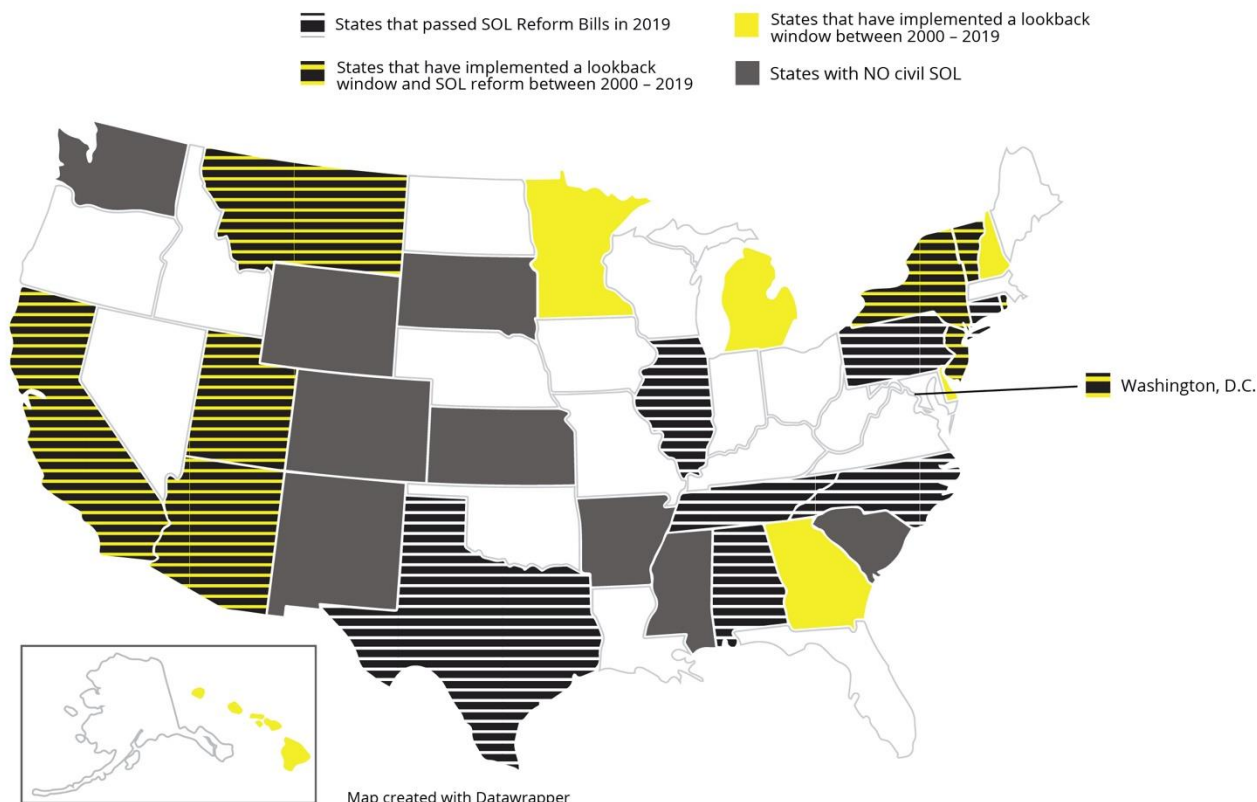 States that passed SOL Reform Bills in 2019
States that have implemented a lookback
window and SOL reform between 2000 – 2019
States that have implemented a lookback
window between 2000 – 2019
States with NO civil SOL
Washington, D.C.
Map created with Datawrapper